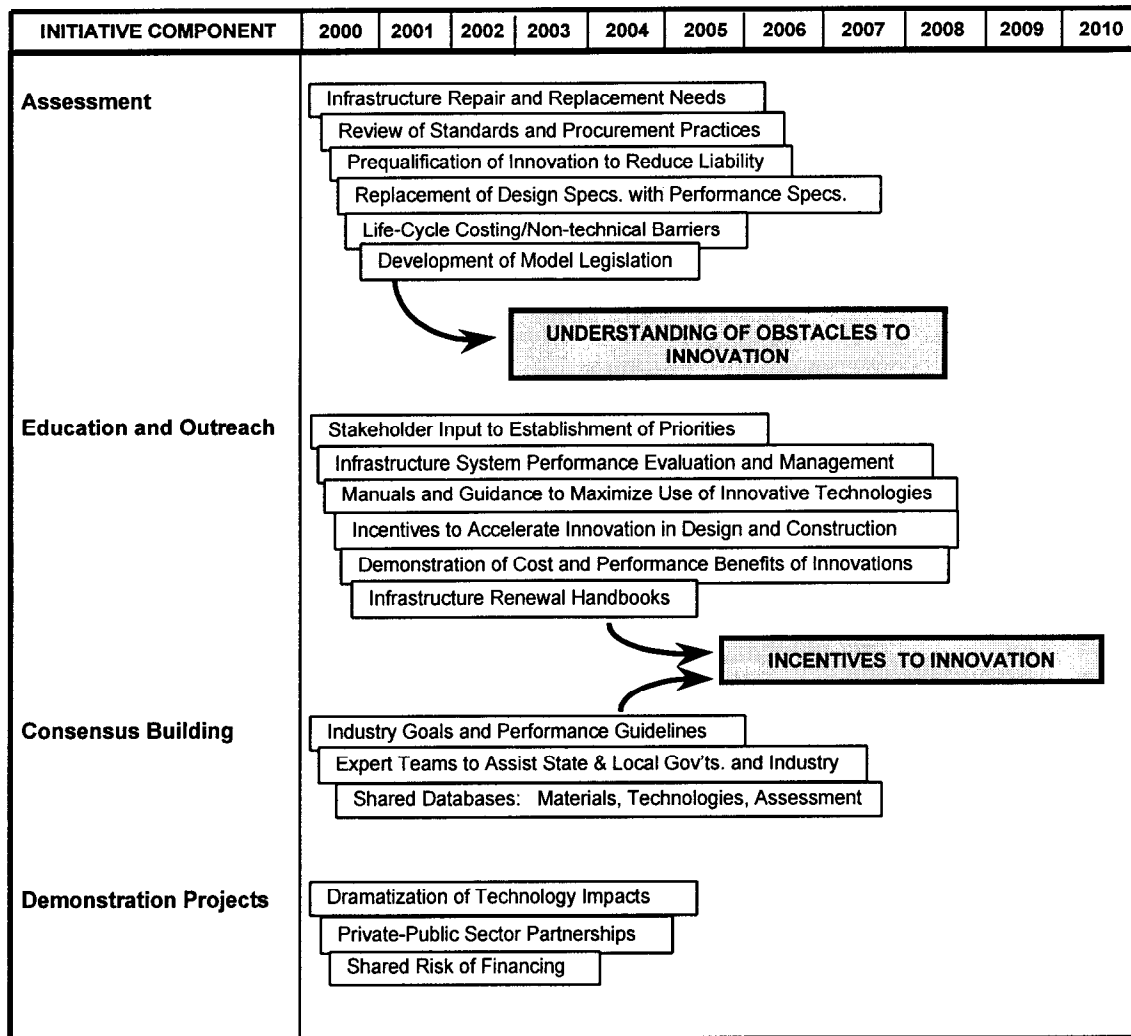 INITIATIVE COMPONENT 2000 2001 2002 2003 2004 2005 2006 2007 2008 2009 2010
Assessment
Infrastructure Repair and Replacement Needs
Review of Standards and Procurement Practices
Prequalification of Innovation to Reduce Liability
Replacement of Design Specs. with Performance Specs.
Life-Cycle Costing/Non-technical Barriers
Development of Model Legislation
UNDERSTANDING OF OBSTACLES TO
INNOVATION
Education and Outreach
Stakeholder Input to Establishment of Priorities
Infrastructure System Performance Evaluation and Management
Manuals and Guidance to Maximize Use of Innovative Technologies
Incentives to Accelerate Innovation in Design and Construction
Demonstration of Cost and Performance Benefits of Innovations
Infrastructure Renewal Handbooks
INCENTIVES TO INNOVATION
Consensus Building
Industry Goals and Performance Guidelines
Expert Teams to Assist State & Local Gov'ts. and Industry
Shared Databases: Materials, Technologies, Assessment
Demonstration Projects
Dramatization of Technology Impacts
Private-Public Sector Partnerships
Shared Risk of Financing